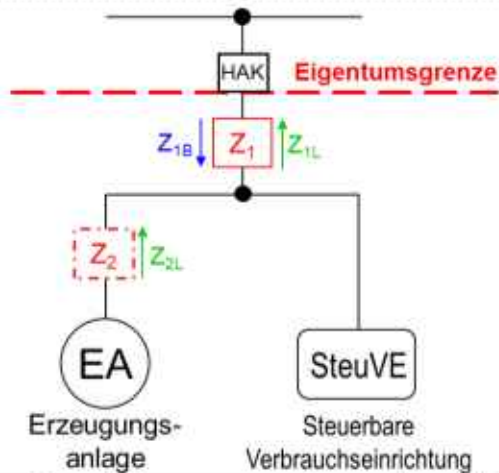 HAK
Eigentumsgrenze
Z1B
Z1
Z1L
Z2
Z2L
EA
SteuVE
Erzeugungs-
anlage
Steuerbare
Verbrauchseinrichtung